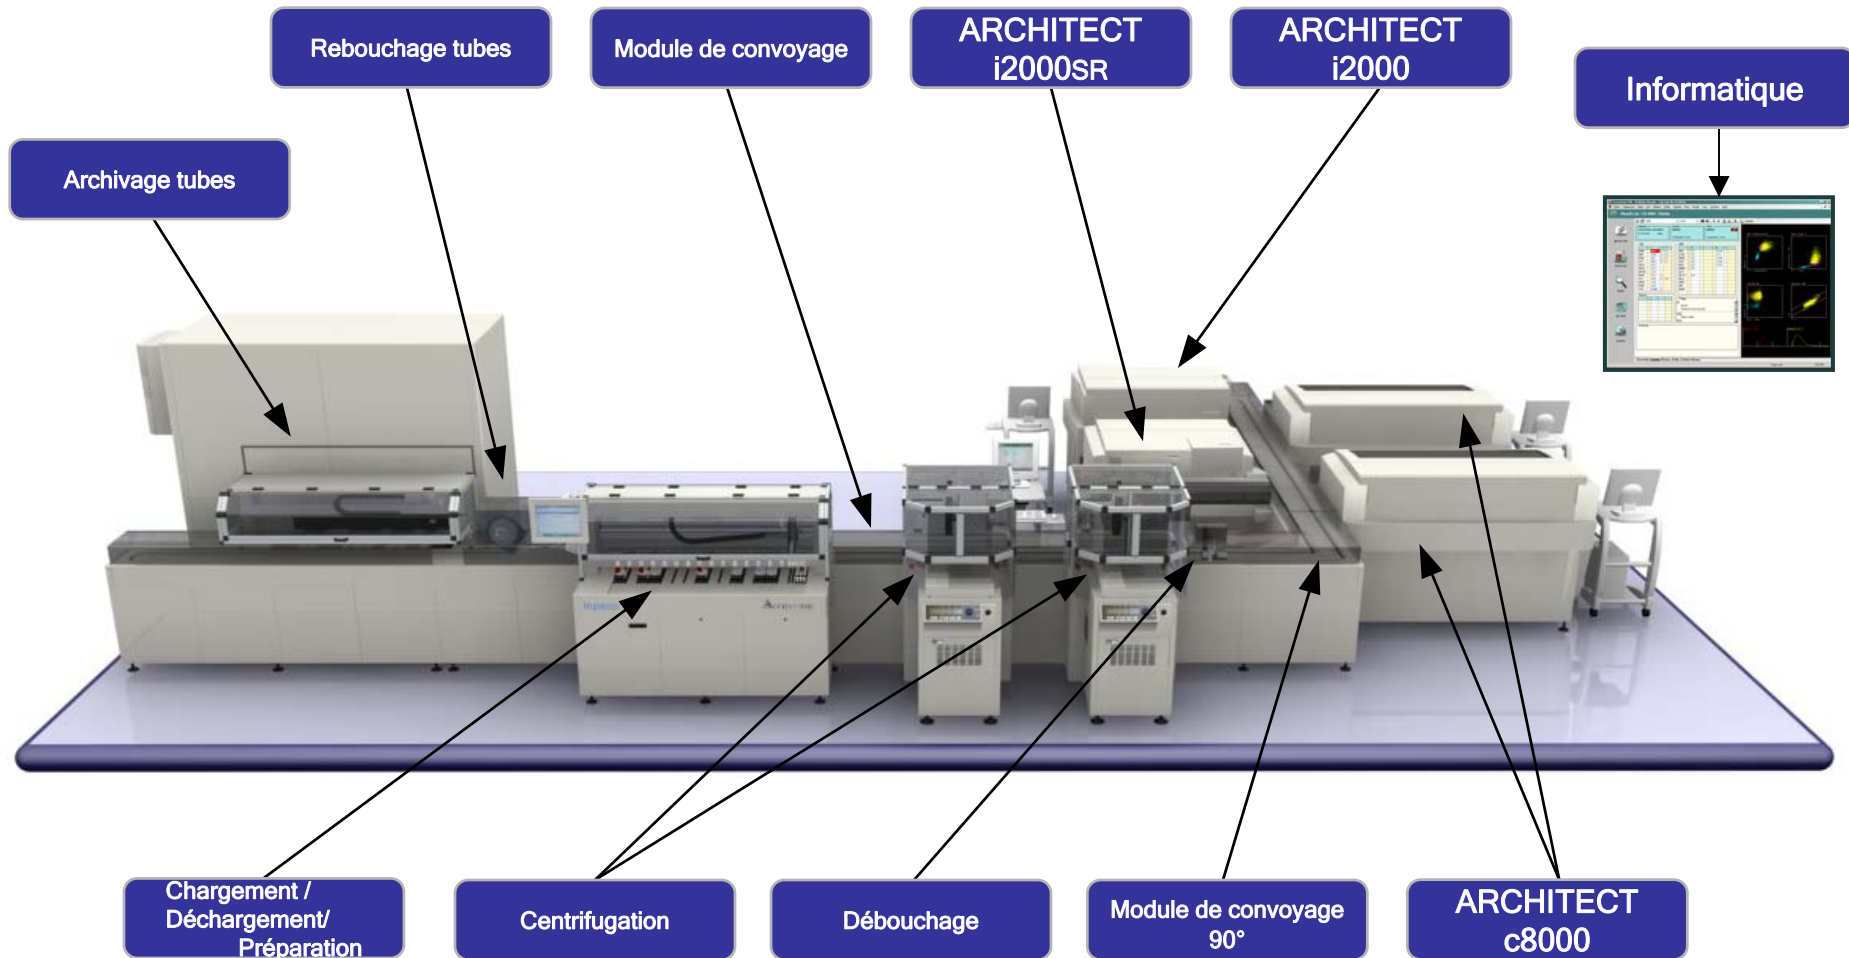 Rebouchage tubes
Module de convoyage
ARCHITECT
i2000SR
ARCHITECT
i2000
Informatique
Archivage tubes
Chargement /
Déchargement/
Préparation
Centrifugation
Débouchage
Module de convoyage
90°
ARCHITECT
c8000